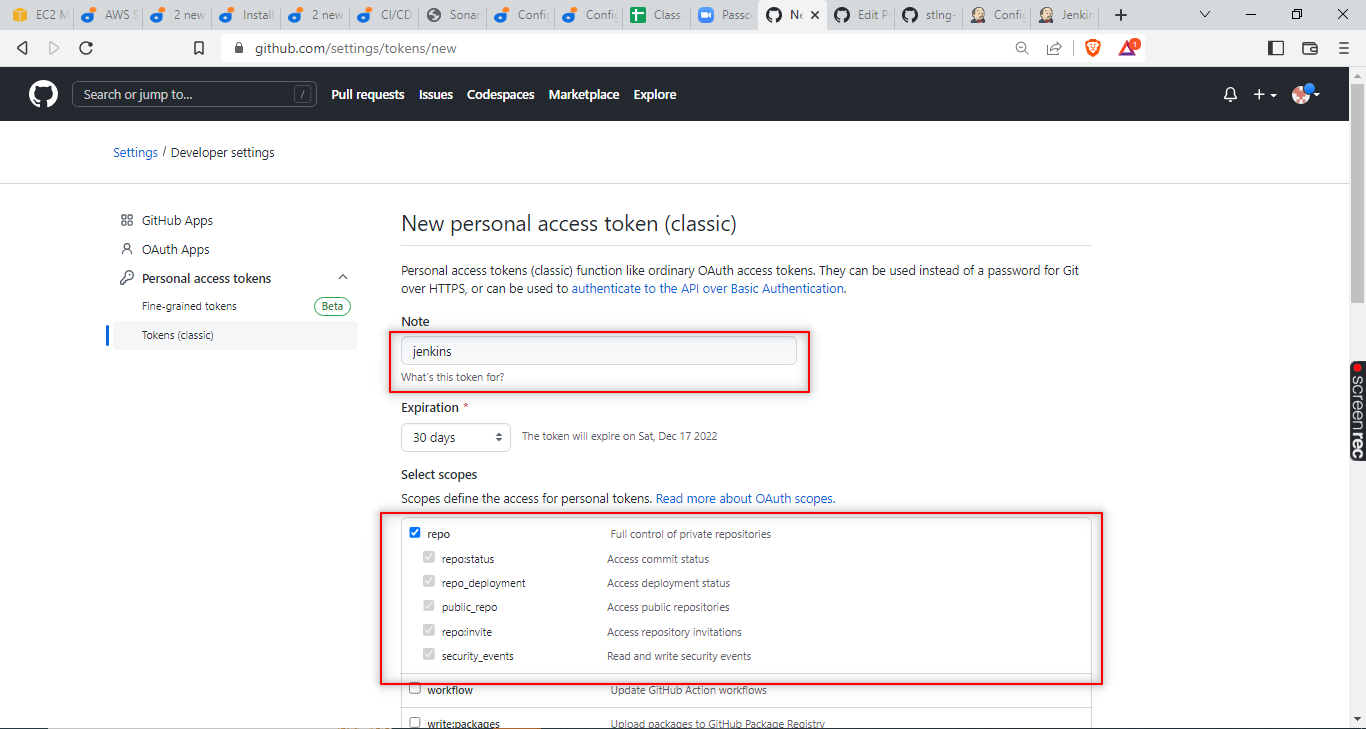 EC2 M
AWS S
2 new
Install
2 new
CI/CD
Sonar
Config
Config
Class
Passc
Ne
Edit P
stlng-
Config
Jenkin
github.com/settings/tokens/new
1
Search or jump to...
/
Pull requests
Issues
Codespaces
Marketplace
Explore
Settings / Developer settings
GitHub Apps
OAuth Apps
Personal access tokens
Fine-grained tokens
Beta
Tokens (classic)
New personal access token (classic)
Personal access tokens (classic) function like ordinary OAuth access tokens. They can be used instead of a password for Git
over HTTPS, or can be used to authenticate to the API over Basic Authentication.
Note
jenkins
What's this token for?
Expiration *
30 days
The token will expire on Sat, Dec 17 2022
Select scopes
Scopes define the access for personal tokens. Read more about OAuth scopes.
repo Full control of private repositories
repo:status Access commit status
repo_deployment Access deployment status
public_repo Access public repositories
repo:invite Access repository invitations
security_events Read and write security events
workflow Update GitHub Action workflows
write:packages Upload packages to GitHub Package Registry
screenrec